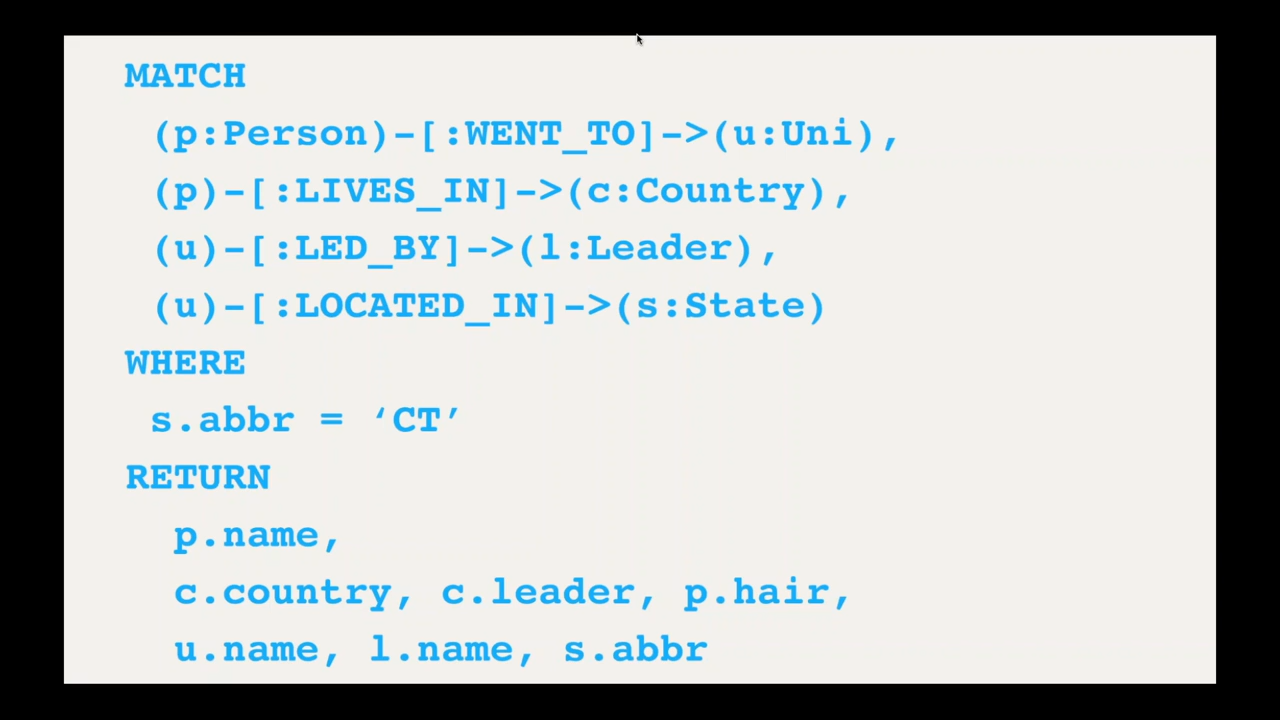 MATCH
(p:Person)-[:WENT_TO]->(u:Uni),
(p)-[:LIVES_IN]->(c:Country),
(u)-[:LED_BY]->(l:Leader),
(u)-[:LOCATED_IN]->(s:State)
WHERE
s.abbr = ‘CT’
RETURN
p.name,
c.country, c.leader, p.hair,
u.name, l.name, s.abbr